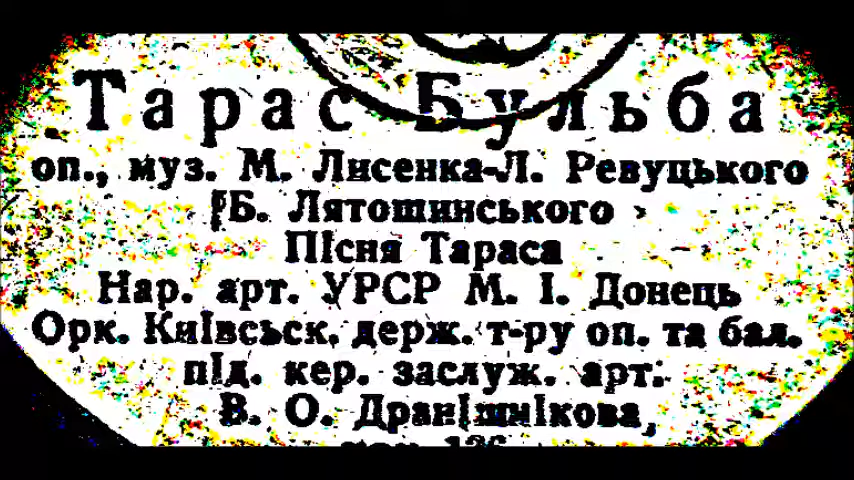 Тарас Бульба
оп., муз. М. Лисенка-Л. Ревуцького
Б. Лятошинського
Пісня Тараса
Нар. арт. УРСР М. І. Донець
Орк. Київсьск. держ. т-ру оп. та бал.
під. кер. заслуж. арт.
В. О. Дранішнікова,